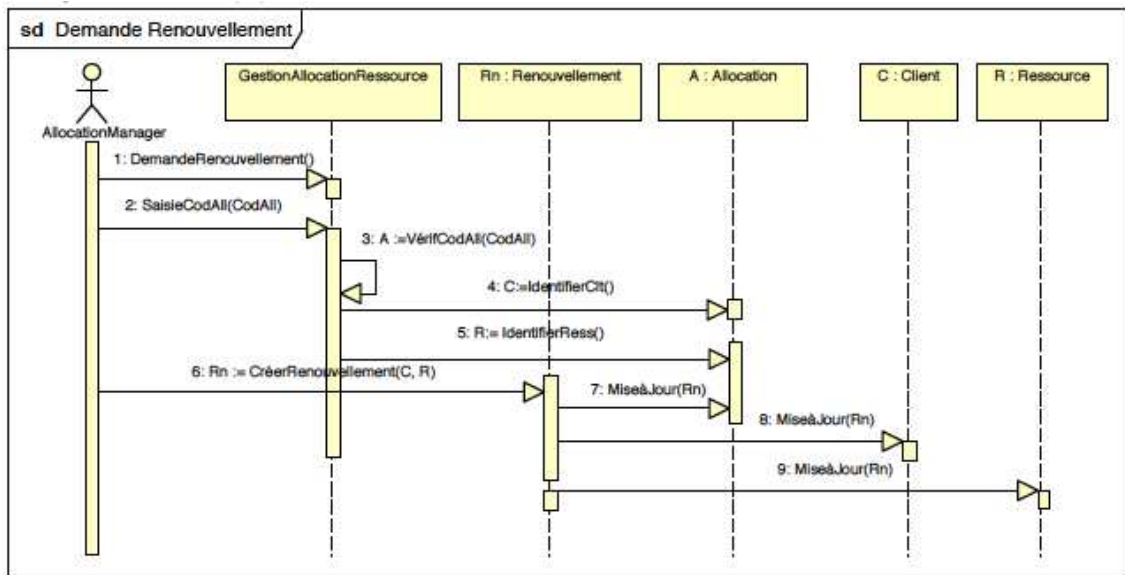 sd Demande Renouvellement
GestionAllocationRessource
Rn : Renouvellement
A : Allocation
C : Client
R : Ressource
AllocationManager
1: DemandeRenouvellement()
2: SaisieCodAll(CodAll)
3: A :=VérifCodAll(CodAll)
4: C:=IdentifierClt()
5: R:= IdentifierRess()
6: Rn := CréerRenouvellement(C, R)
7: MiseàJour(Rn)
8: MiseàJour(Rn)
9: MiseàJour(Rn)